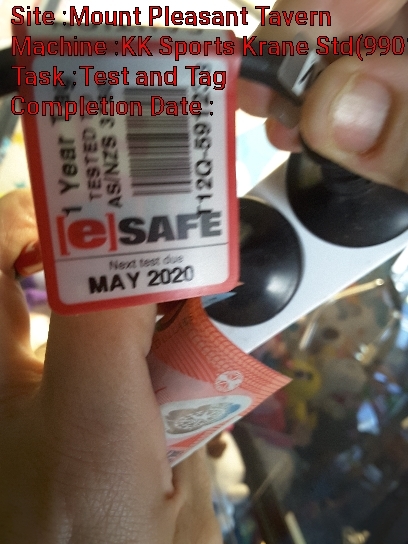 Site :Mount Pleasant Tavern
Machine :KK Sports Krane Std(990
Task ;Test and Tag
Completion Date :
1 Year
TESTED
AS/NZS 3
[e]SAFE
Next test due
MAY 2020